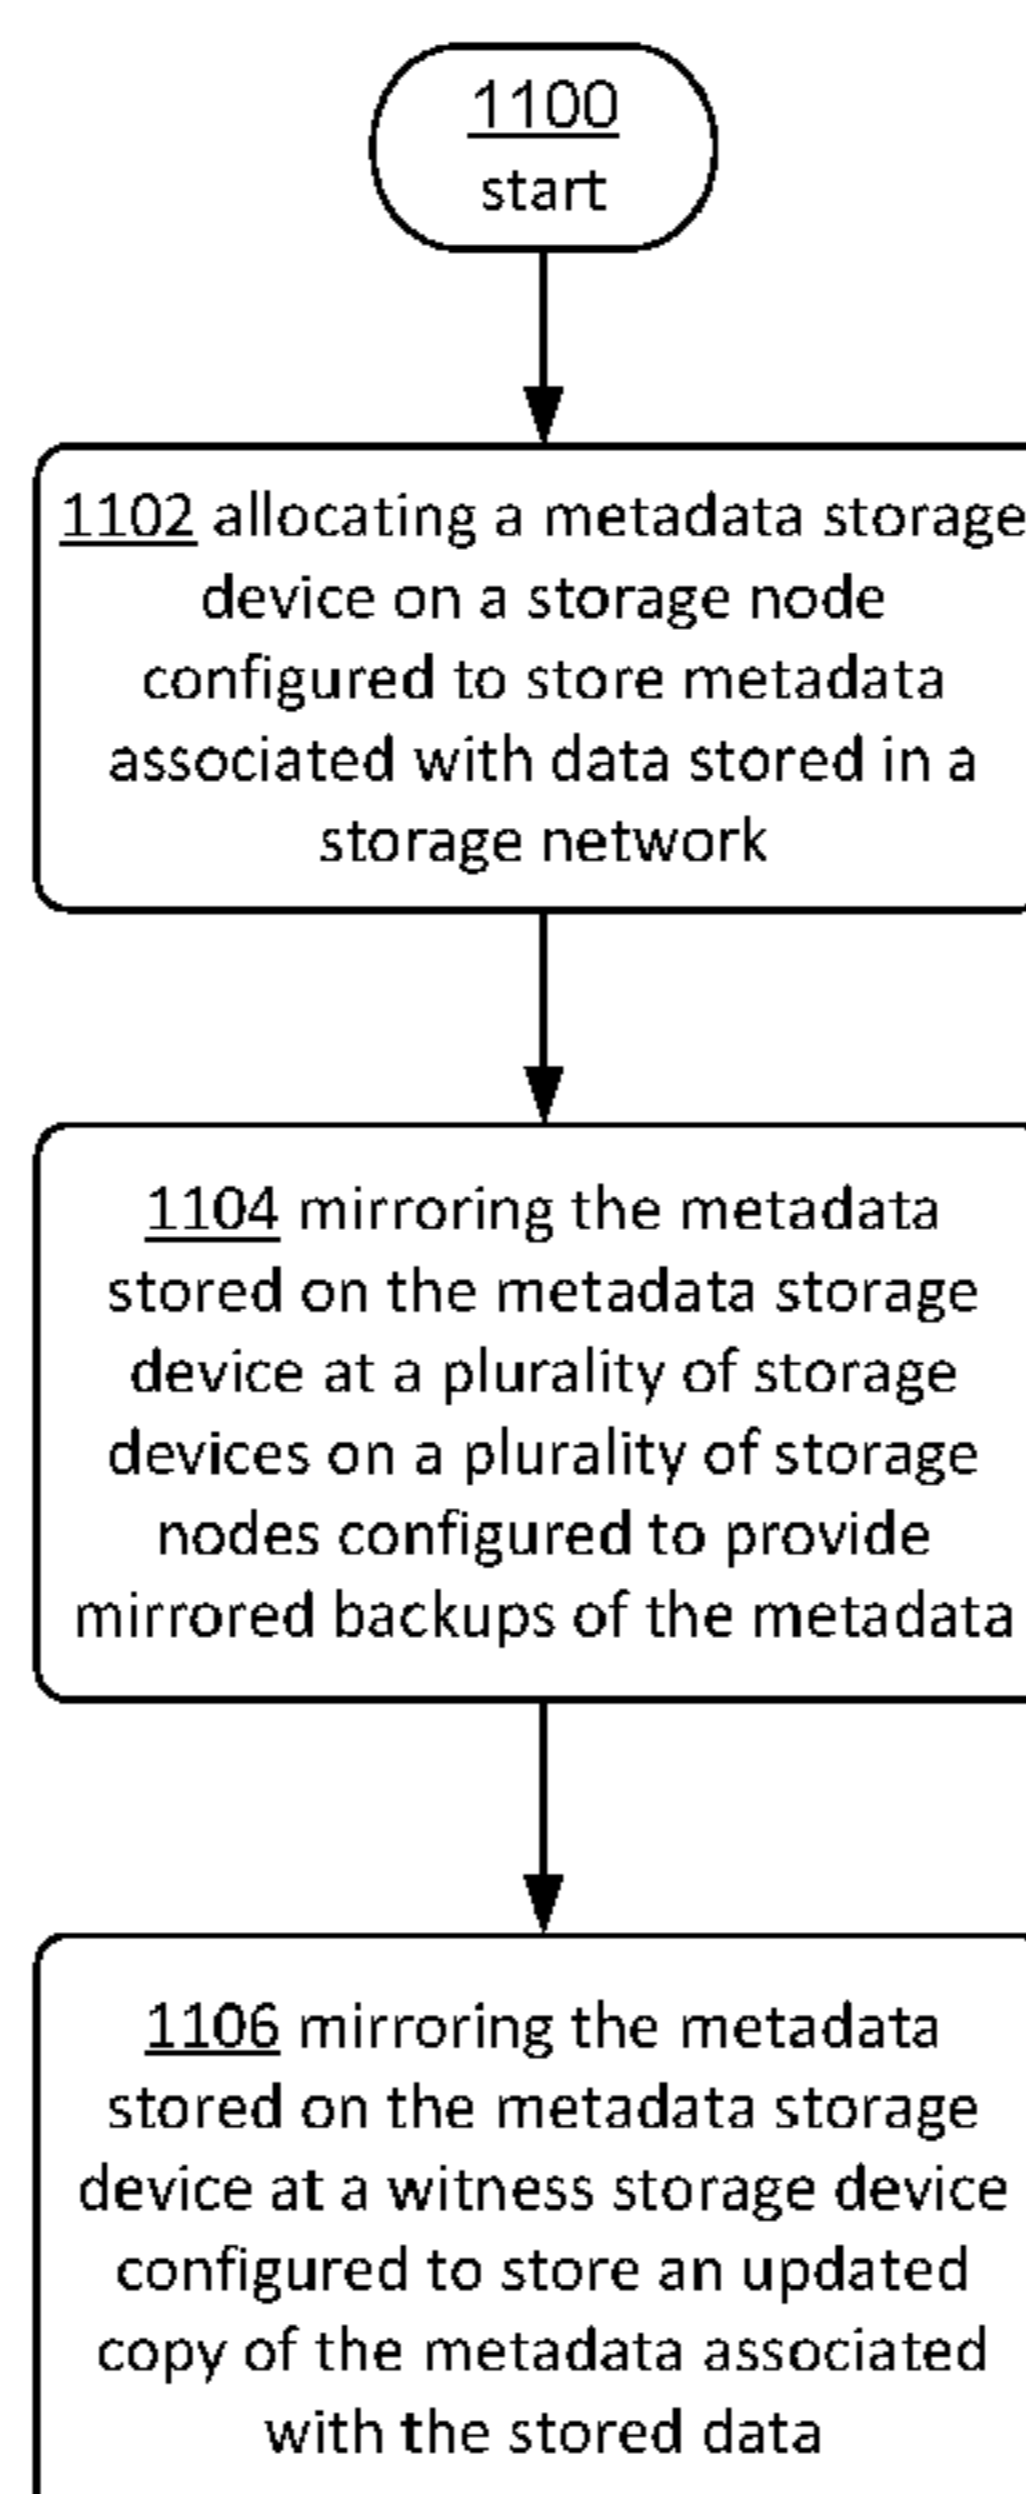 1100
start
1102 allocating a metadata storage
device on a storage node
configured to store metadata
associated with data stored in a
storage network
1104 mirroring the metadata
stored on the metadata storage
device at a plurality of storage
devices on a plurality of storage
nodes configured to provide
mirrored backups of the metadata
1106 mirroring the metadata
stored on the metadata storage
device at a witness storage device
configured to store an updated
copy of the metadata associated
with the stored data